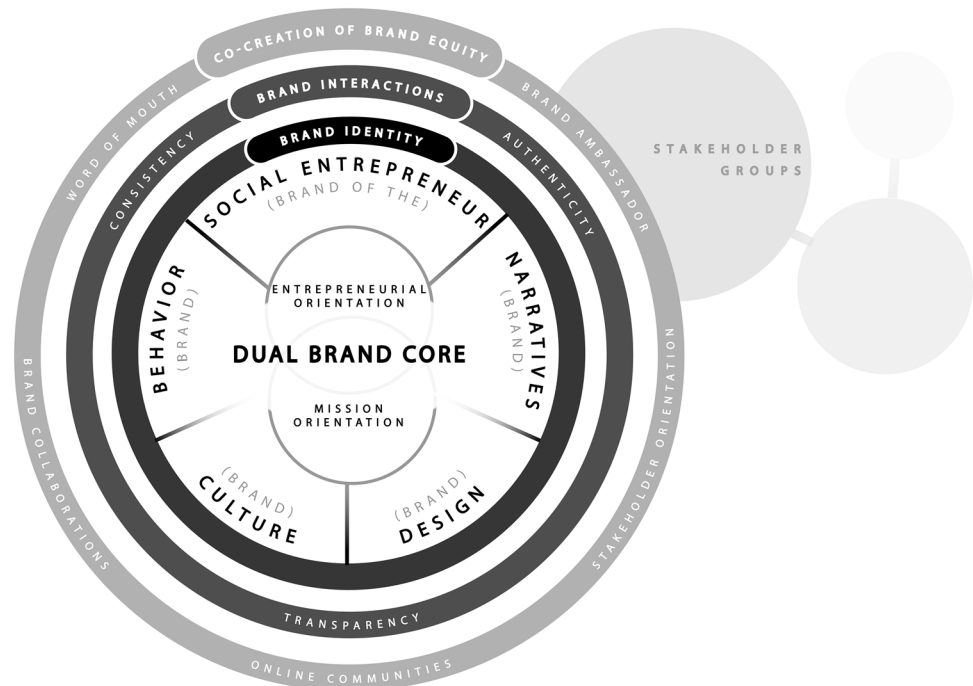 CO-CREATION OF BRAND EQUITY
WORD OF MOUTH
BRAND AMBASSADOR
BRAND COLLABORATIONS
STAKEHOLDER ORIENTATION
ONLINE COMMUNITIES
BRAND INTERACTIONS
CONSISTENCY
AUTHENTICITY
TRANSPARENCY
BRAND IDENTITY
SOCIAL ENTREPRENEUR
(BRAND OF THE)
BEHAVIOR
(BRAND)
NARRATIVES
(BRAND)
(BRAND)
CULTURE
(BRAND)
DESIGN
ENTREPRENEURIAL
ORIENTATION
DUAL BRAND CORE
MISSION
ORIENTATION
STAKEHOLDER
GROUPS